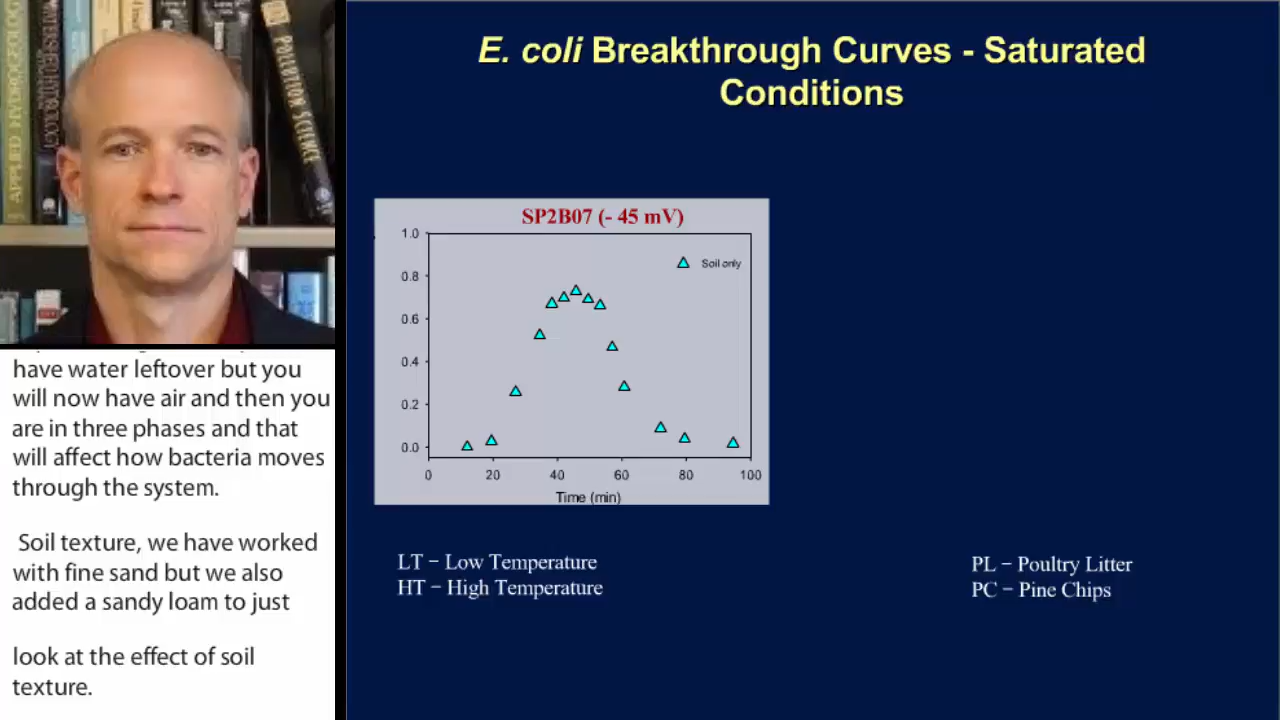 APPLIED HYDROGEOLOGY
POLLUTION SCIENCE
have water leftover but you
will now have air and then you
are in three phases and that
will affect how bacteria moves
through the system.
Soil texture, we have worked
with fine sand but we also
added a sandy loam to just
look at the effect of soil
texture.
E. coli Breakthrough Curves - Saturated
Conditions
SP2B07 (- 45 mV)
Soil only
1.0
0.8
0.6
0.4
0.2
0.0
0 20 40 60 80 100
Time (min)
LT – Low Temperature
HT – High Temperature
PL – Poultry Litter
PC – Pine Chips